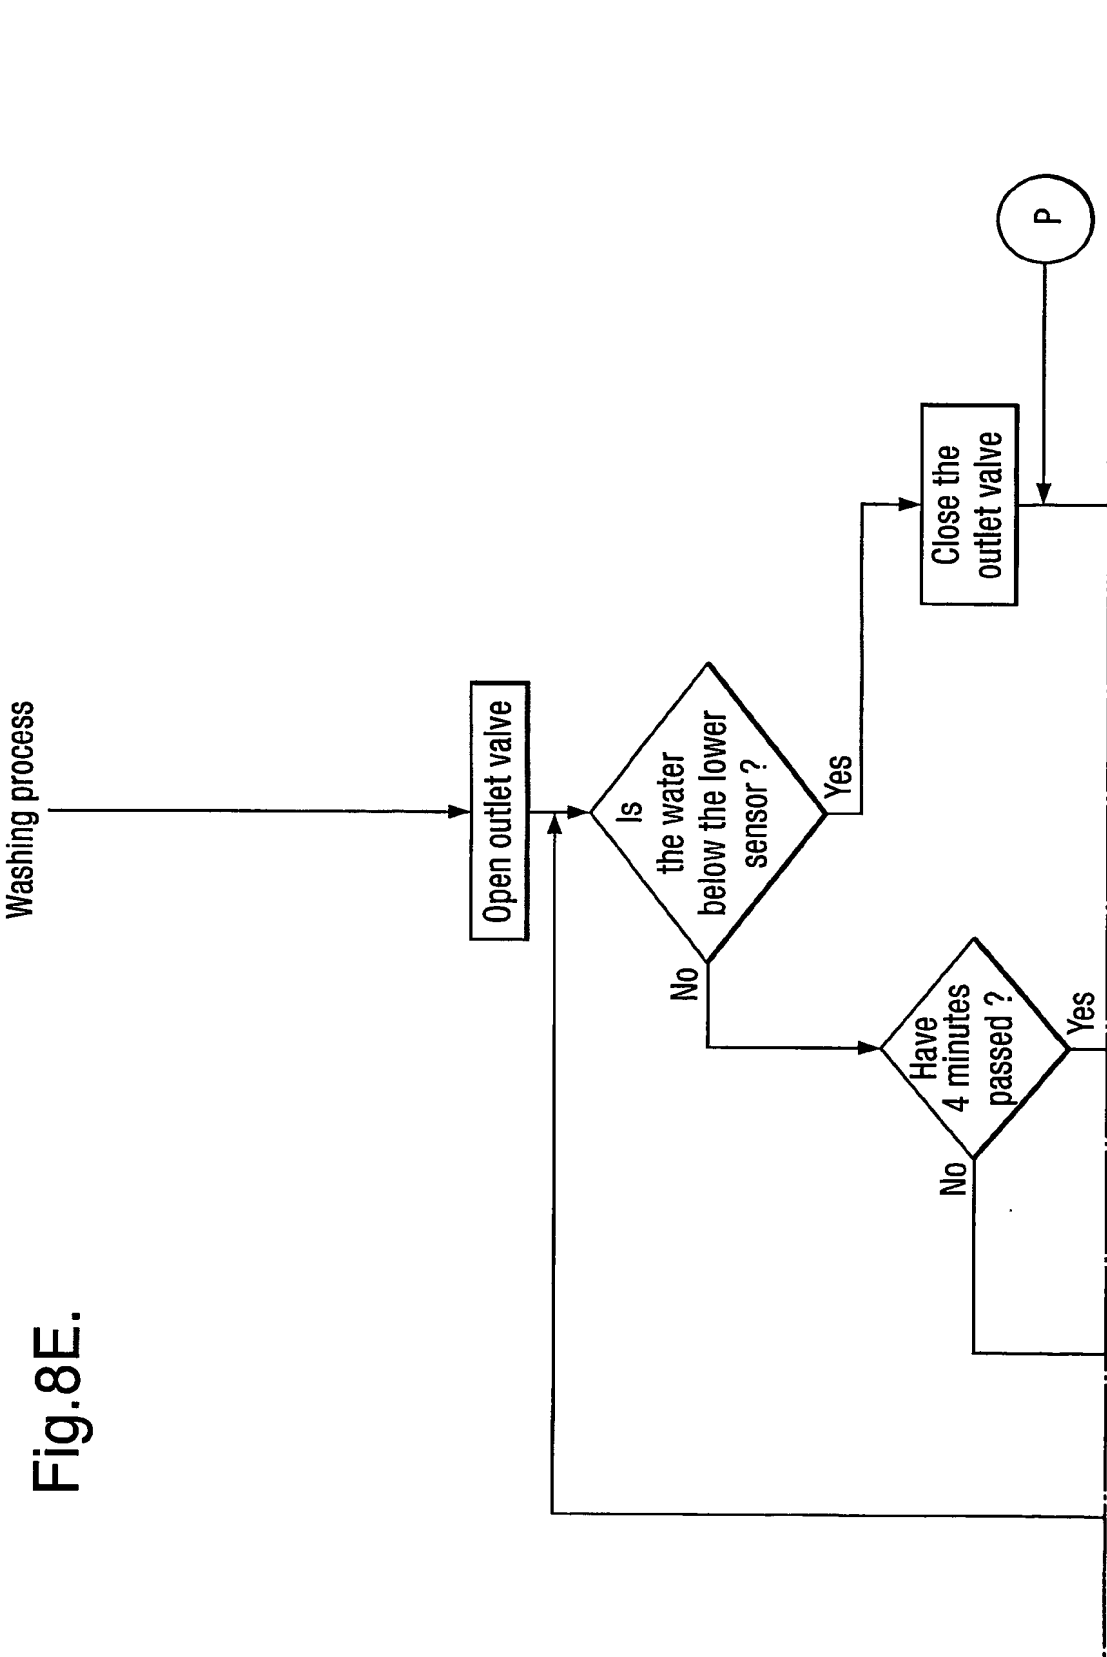 Fig.8E.
Washing process
Open outlet valve
Is
the water
below the lower
sensor ?
No
Yes
Have
4 minutes
passed ?
No
Yes
Close the
outlet valve
P